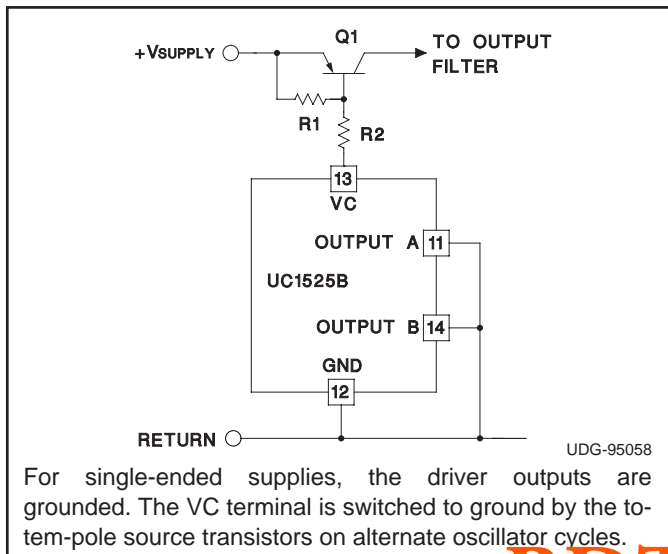 Q1
+VSUPPLY
TO OUTPUT
FILTER
R1
R2
13
VC
OUTPUT A 11
UC1525B
OUTPUT B 14
GND
12
RETURN
UDG-95058
For single-ended supplies, the driver outputs are
grounded. The VC terminal is switched to ground by the to-
tem-pole source transistors on alternate oscillator cycles.